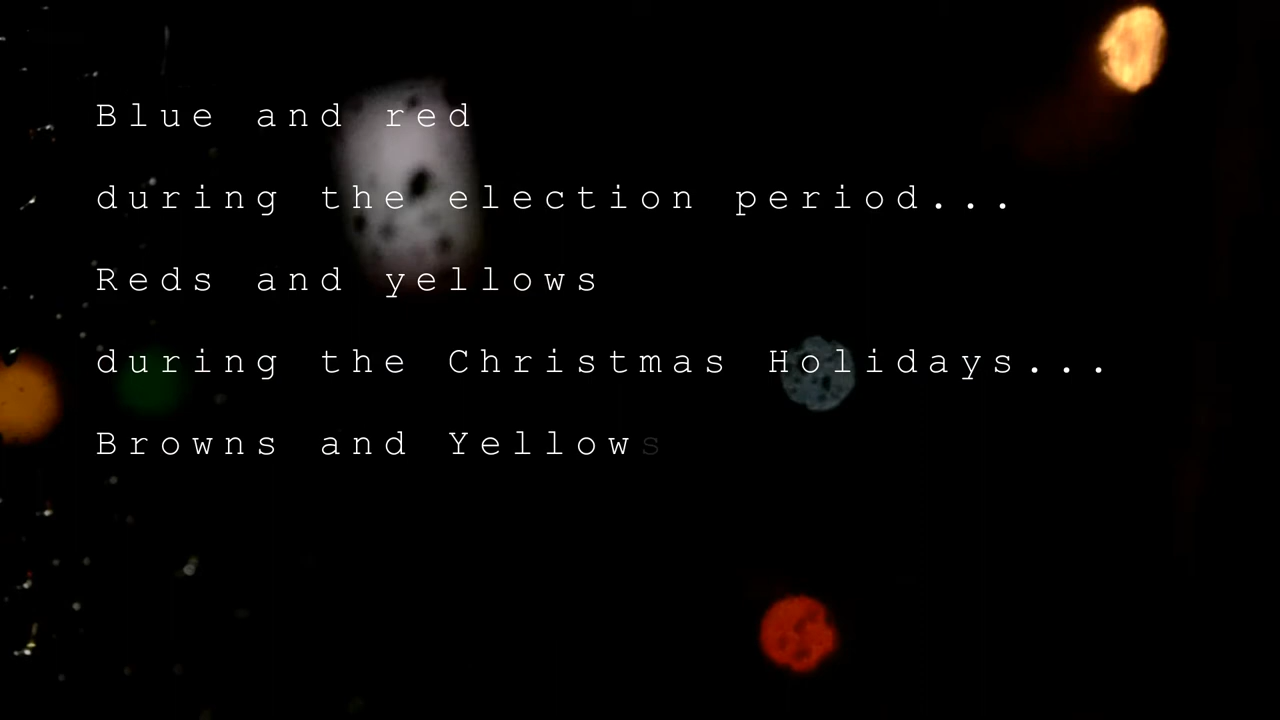 Blue and red
during the election period...
Reds and yellows
during the Christmas Holidays...
Browns and Yellows